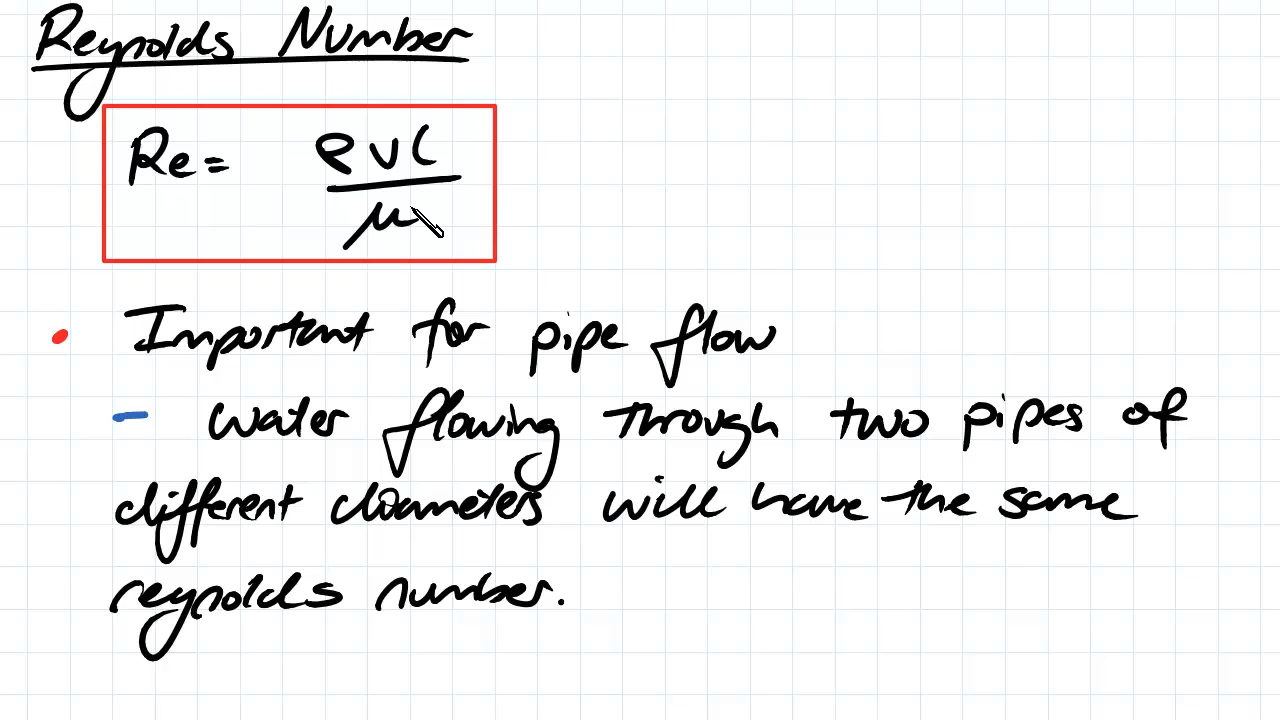 Reynolds Number
Re = ρVL / μ
• Important for pipe flow
- Water flowing through two pipes of
different diameters will have the same
reynolds number.